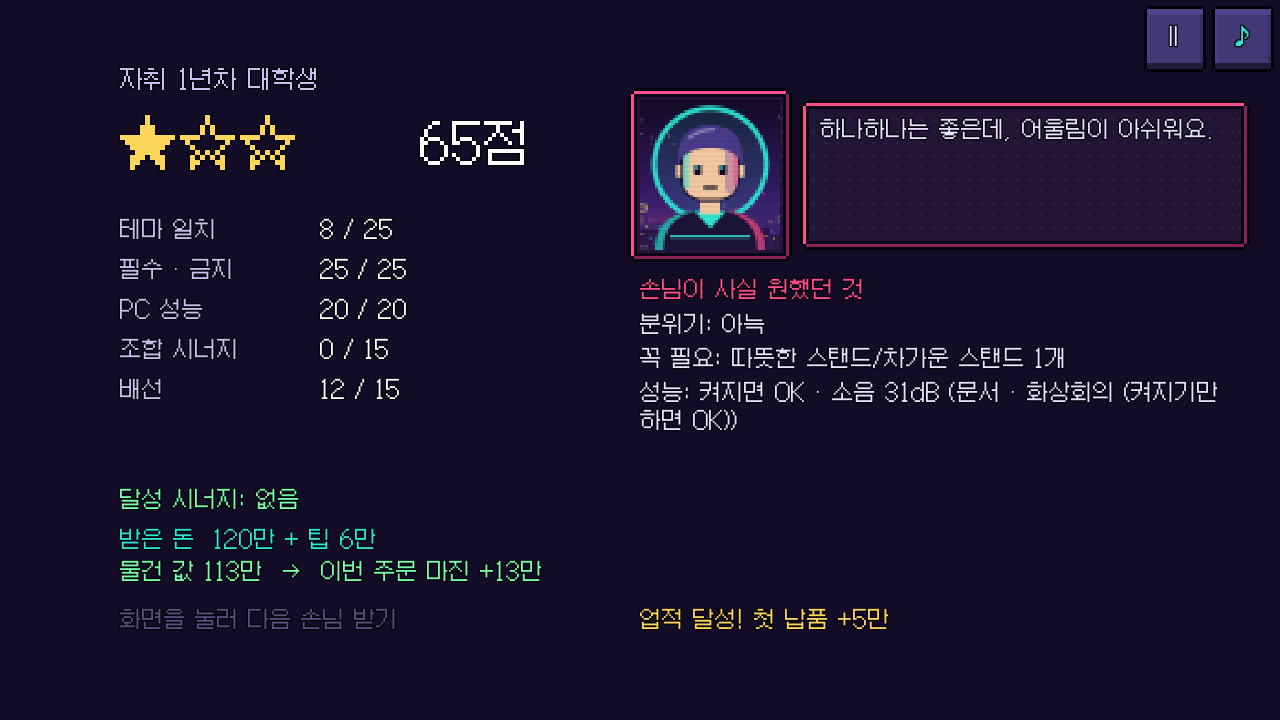 자취 1년차 대학생
65점
테마 일치 8 / 25
필수 · 금지 25 / 25
PC 성능 20 / 20
조합 시너지 0 / 15
배선 12 / 15
달성 시너지: 없음
받은 돈 120만 + 팁 6만
물건 값 113만 → 이번 주문 마진 +13만
화면을 눌러 다음 손님 받기
하나하나는 좋은데, 어울림이 아쉬워요.
손님이 사실 원했던 것
분위기: 아늑
꼭 필요: 따뜻한 스탠드/차가운 스탠드 1개
성능: 켜지면 OK · 소음 31dB (문서 · 화상회의 (켜지기만
하면 OK))
업적 달성! 첫 납품 +5만